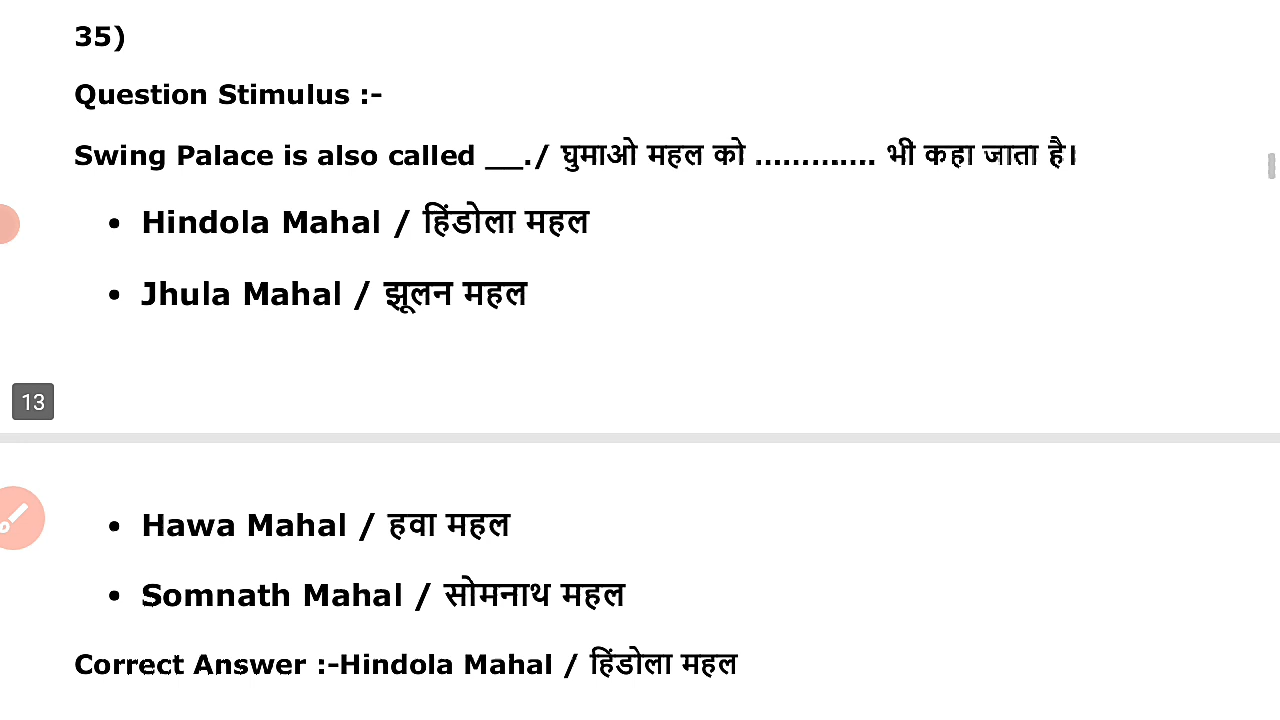 35)
Question Stimulus :-
Swing Palace is also called __./ घुमाओ महल को ............. भी कहा जाता है।
• Hindola Mahal / हिंडोला महल
• Jhula Mahal / झूलन महल
13
• Hawa Mahal / हवा महल
• Somnath Mahal / सोमनाथ महल
Correct Answer :-Hindola Mahal / हिंडोला महल